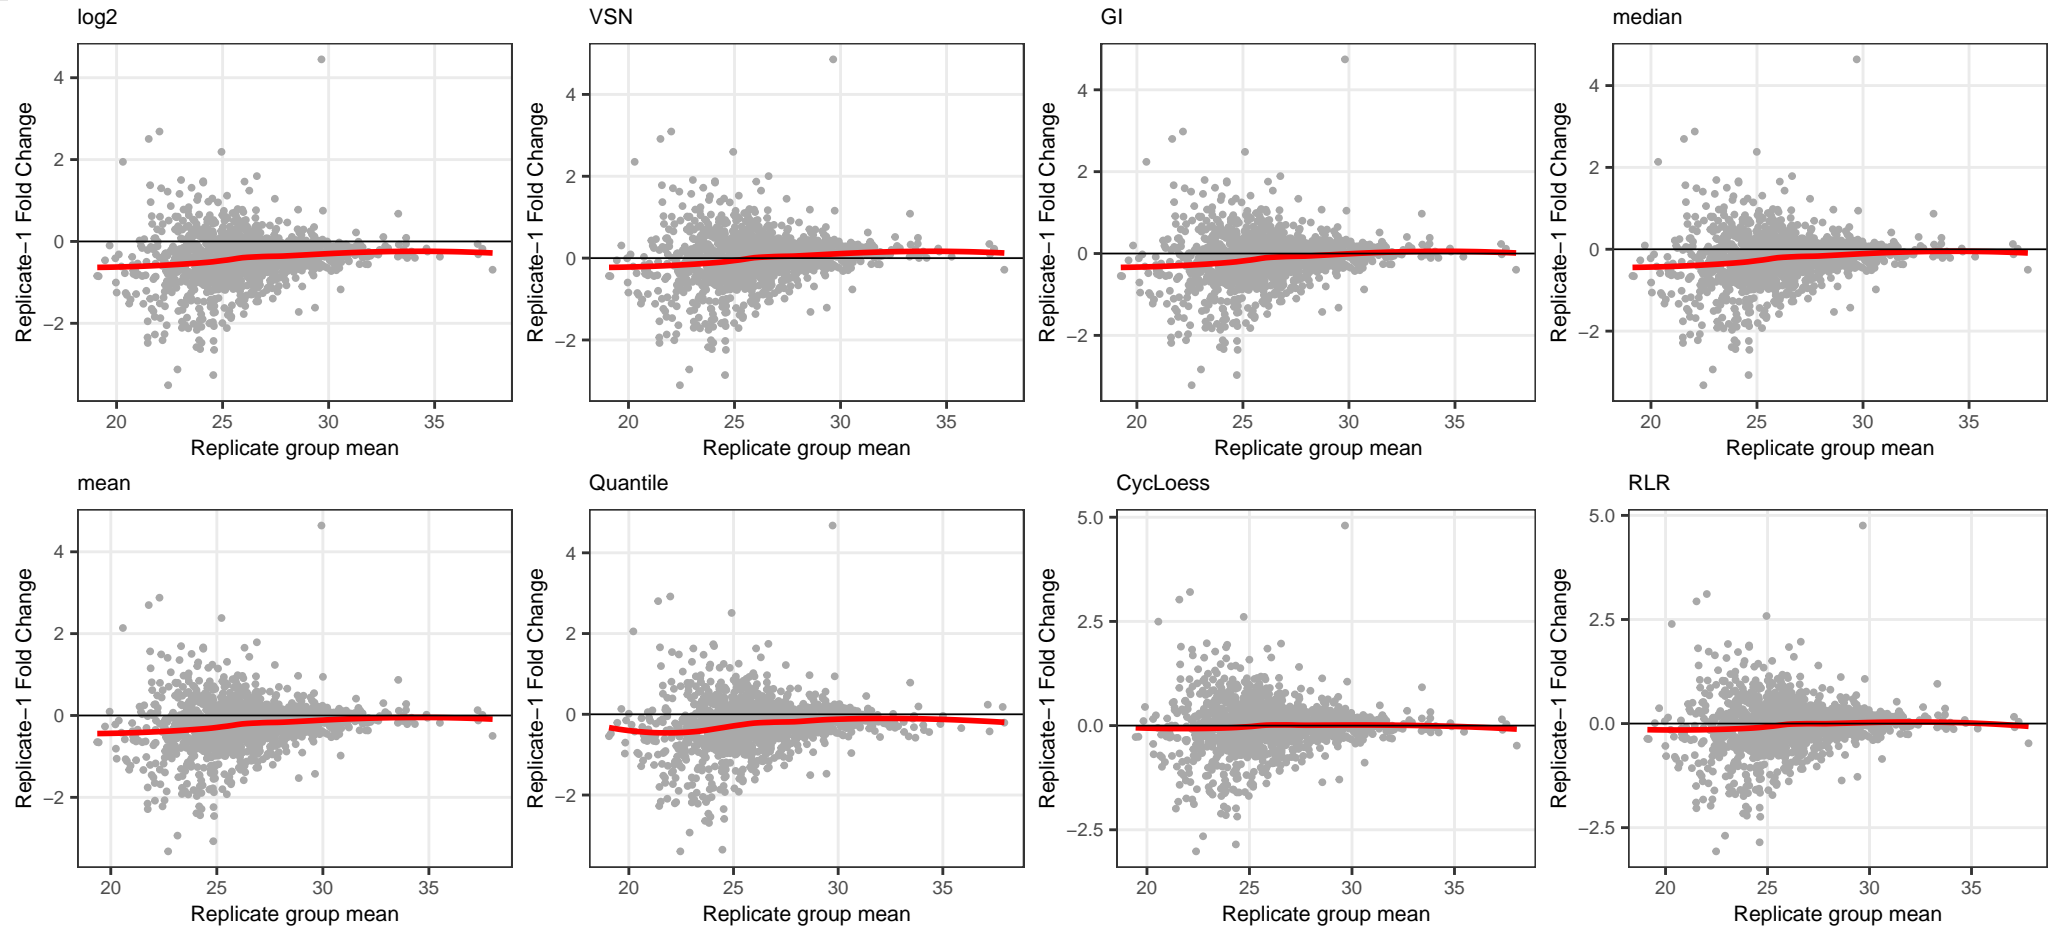 log2
VSN
GI
median
Replicate−1 Fold Change
4
2
0
−2
20 25 30 35
Replicate group mean
Replicate−1 Fold Change
4
2
0
−2
20 25 30 35
Replicate group mean
Replicate−1 Fold Change
4
2
0
−2
20 25 30 35
Replicate group mean
Replicate−1 Fold Change
4
2
0
−2
20 25 30 35
Replicate group mean
mean
Quantile
CycLoess
RLR
Replicate−1 Fold Change
4
2
0
−2
20 25 30 35
Replicate group mean
Replicate−1 Fold Change
4
2
0
−2
20 25 30 35
Replicate group mean
Replicate−1 Fold Change
5.0
2.5
0.0
−2.5
20 25 30 35
Replicate group mean
Replicate−1 Fold Change
5.0
2.5
0.0
−2.5
20 25 30 35
Replicate group mean